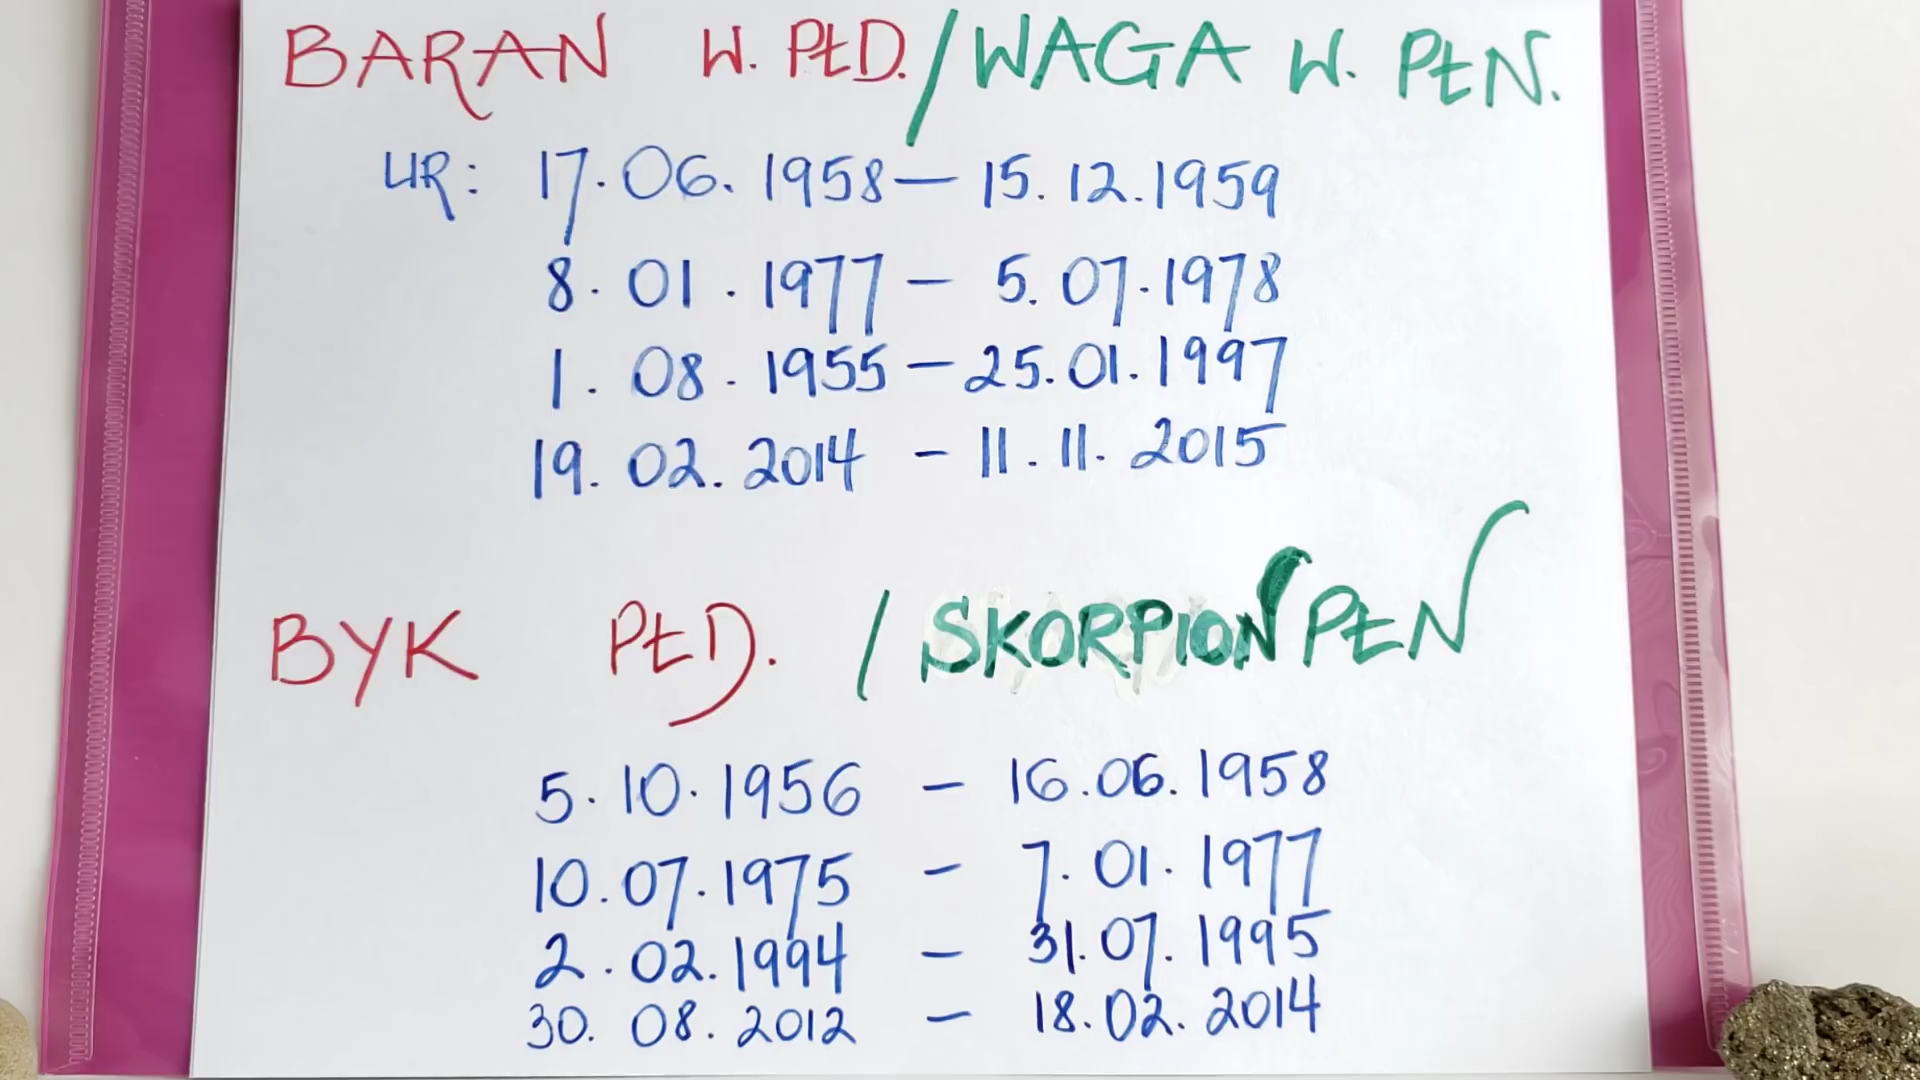 BARAN W. PŁD. / WAGA W. PŁN.
UR: 17.06.1958 – 15.12.1959
8.01.1977 – 5.07.1978
1.08.1955 – 25.01.1997
19.02.2014 – 11.11.2015
BYK PŁD. / SKORPION PŁN
5.10.1956 – 16.06.1958
10.07.1975 – 7.01.1977
2.02.1994 – 31.07.1995
30.08.2012 – 18.02.2014